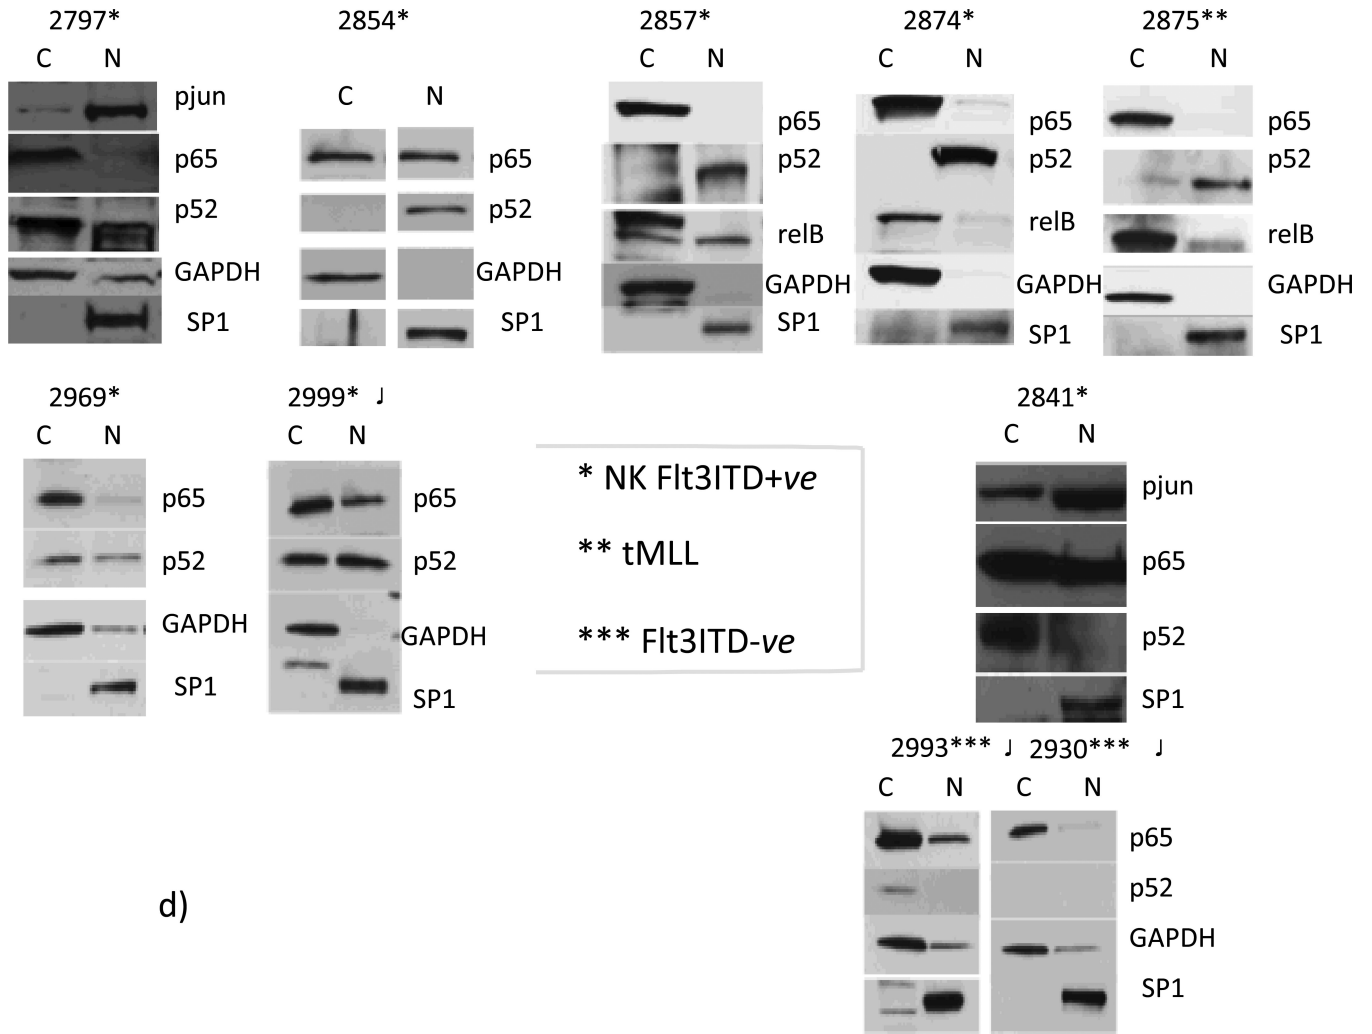 2797*
C N
pjun
p65
p52
GAPDH
SP1
2854*
C N
p65
p52
GAPDH
SP1
2857*
C N
p65
p52
relB
GAPDH
SP1
2874*
C N
p65
p52
relB
GAPDH
SP1
2875**
C N
p65
p52
relB
GAPDH
SP1
2969*
C N
p65
p52
GAPDH
SP1
2999* ♩
C N
p65
p52
GAPDH
SP1
* NK Flt3ITD+ve
** tMLL
*** Flt3ITD-ve
2841*
C N
pjun
p65
p52
SP1
2993*** ♩ 2930*** ♩
C N C N
p65
p52
GAPDH
SP1
d)